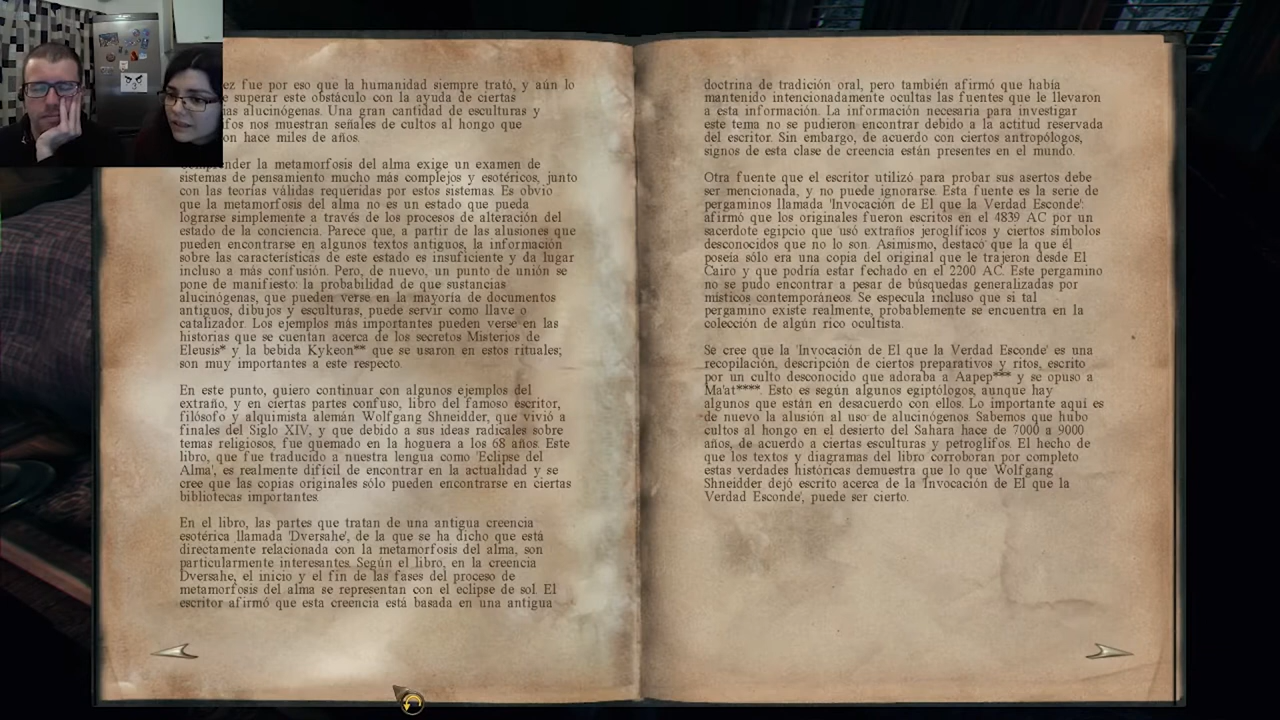 ez fue por eso que la humanidad siempre trató, y aún lo
e superar este obstáculo con la ayuda de ciertas
as alucinógenas. Una gran cantidad de esculturas y
ifos nos muestran señales de cultos al hongo que
on hace miles de años.
Comprender la metamorfosis del alma exige un examen de
sistemas de pensamiento mucho más complejos y esotéricos, junto
con las teorías válidas requeridas por estos sistemas. Es obvio
que la metamorfosis del alma no es un estado que pueda
lograrse simplemente a través de los procesos de alteración del
estado de la conciencia. Parece que, a partir de las alusiones que
pueden encontrarse en algunos textos antiguos, la información
sobre las características de este estado es insuficiente y da lugar
incluso a más confusión. Pero, de nuevo, un punto de unión se
pone de manifiesto: la probabilidad de que sustancias
alucinógenas, que pueden verse en la mayoría de documentos
antiguos, dibujos y esculturas, puede servir como llave o
catalizador. Los ejemplos más importantes pueden verse en las
historias que se cuentan acerca de los secretos Misterios de
Eleusis* y la bebida Kykeon** que se usaron en estos rituales;
son muy importantes a este respecto.
En este punto, quiero continuar con algunos ejemplos del
extraño, y en ciertas partes confuso, libro del famoso escritor,
filósofo y alquimista alemán Wolfgang Shneidder, que vivió a
finales del Siglo XIV, y que debido a sus ideas radicales sobre
temas religiosos, fue quemado en la hoguera a los 68 años. Este
libro, que fue traducido a nuestra lengua como 'Eclipse del
Alma', es realmente difícil de encontrar en la actualidad y se
cree que las copias originales sólo pueden encontrarse en ciertas
bibliotecas importantes.
En el libro, las partes que tratan de una antigua creencia
esotérica llamada 'Dversahe', de la que se ha dicho que está
directamente relacionada con la metamorfosis del alma, son
particularmente interesantes. Según el libro, en la creencia
Dversahe, el inicio y el fin de las fases del proceso de
metamorfosis del alma se representan con el eclipse de sol. El
escritor afirmó que esta creencia está basada en una antigua
doctrina de tradición oral, pero también afirmó que había
mantenido intencionadamente ocultas las fuentes que le llevaron
a esta información. La información necesaria para investigar
este tema no se pudieron encontrar debido a la actitud reservada
del escritor. Sin embargo, de acuerdo con ciertos antropólogos,
signos de esta clase de creencia están presentes en el mundo.
Otra fuente que el escritor utilizó para probar sus asertos debe
ser mencionada, y no puede ignorarse. Esta fuente es la serie de
pergaminos llamada 'Invocación de El que la Verdad Esconde':
afirmó que los originales fueron escritos en el 4839 AC por un
sacerdote egipcio que usó extraños jeroglíficos y ciertos símbolos
desconocidos que no lo son. Asimismo, destacó que la que él
poseía sólo era una copia del original que le trajeron desde El
Cairo y que podría estar fechado en el 2200 AC. Este pergamino
no se pudo encontrar a pesar de búsquedas generalizadas por
místicos contemporáneos. Se especula incluso que si tal
pergamino existe realmente, probablemente se encuentra en la
colección de algún rico ocultista.
Se cree que la 'Invocación de El que la Verdad Esconde' es una
recopilación, descripción de ciertos preparativos y ritos, escrito
por un culto desconocido que adoraba a Aapep*** y se opuso a
Ma'at****. Esto es según algunos egiptólogos, aunque hay
algunos que están en desacuerdo con ellos. Lo importante aquí es
de nuevo la alusión al uso de alucinógenos. Sabemos que hubo
cultos al hongo en el desierto del Sahara hace de 7000 a 9000
años, de acuerdo a ciertas esculturas y petroglifos. El hecho de
que los textos y diagramas del libro corroboran por completo
estas verdades históricas demuestra que lo que Wolfgang
Shneidder dejó escrito acerca de la 'Invocación de El que la
Verdad Esconde', puede ser cierto.